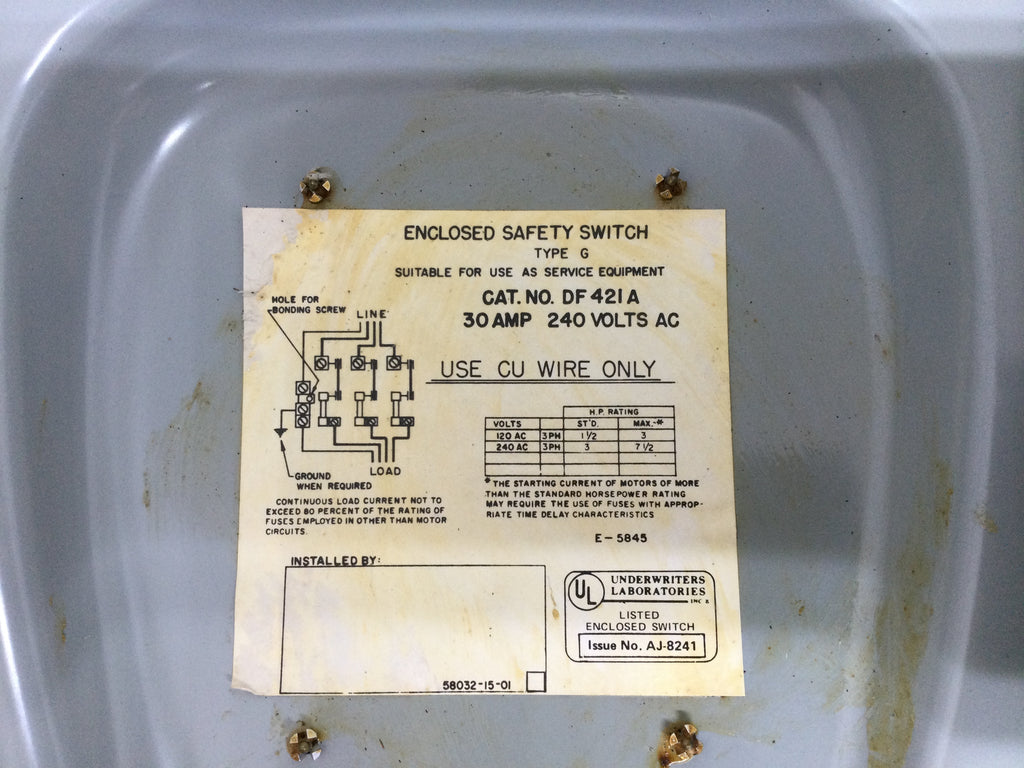 ENCLOSED SAFETY SWITCH
TYPE G
SUITABLE FOR USE AS SERVICE EQUIPMENT
CAT. NO. DF 421A
30 AMP 240 VOLTS AC
HOLE FOR
BONDING SCREW
LINE
USE CU WIRE ONLY
H.P. RATING
VOLTS ST'D. MAX.-*
120 AC 3PH 1 1/2 3
240 AC 3PH 3 7 1/2
LOAD
GROUND
WHEN REQUIRED
*THE STARTING CURRENT OF MOTORS OF MORE
THAN THE STANDARD HORSEPOWER RATING
MAY REQUIRE THE USE OF FUSES WITH APPROP-
RIATE TIME DELAY CHARACTERISTICS
CONTINUOUS LOAD CURRENT NOT TO
EXCEED 80 PERCENT OF THE RATING OF
FUSES EMPLOYED IN OTHER THAN MOTOR
CIRCUITS.
E-5845
INSTALLED BY:
58032-15-01
UL
UNDERWRITERS
LABORATORIES
INC
LISTED
ENCLOSED SWITCH
Issue No. AJ-8241